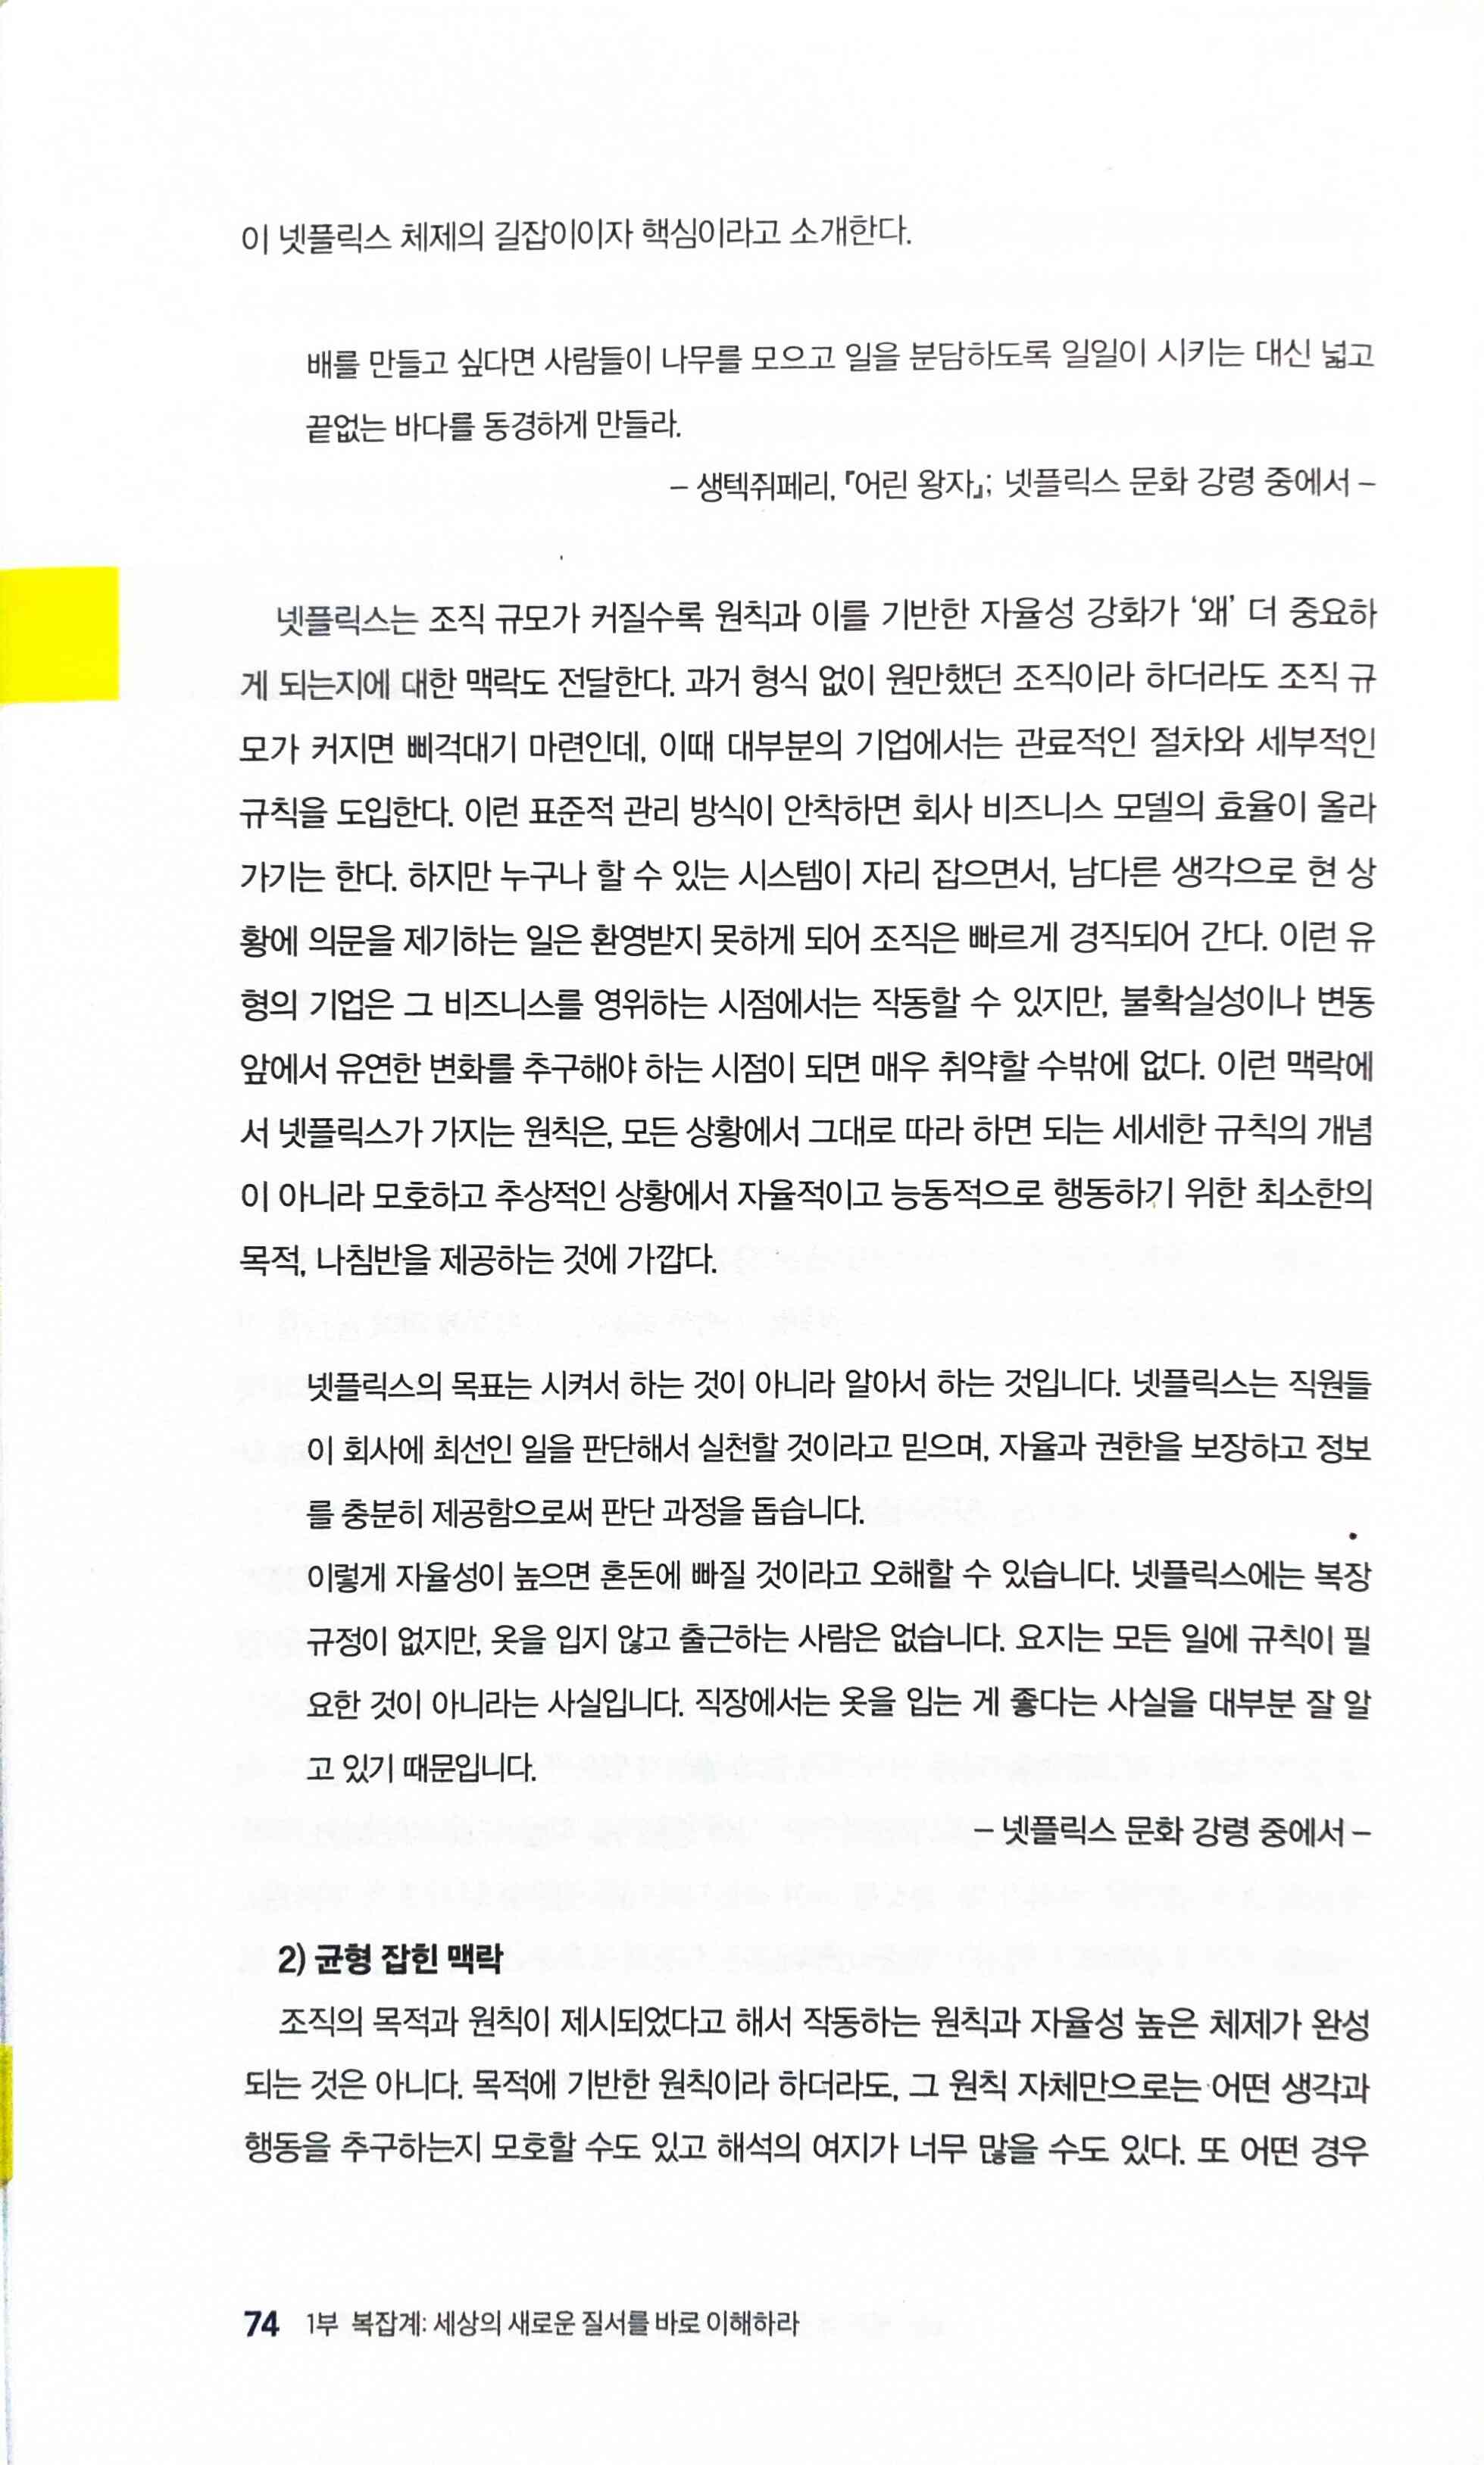 이 넷플릭스 체제의 길잡이이자 핵심이라고 소개한다.
배를 만들고 싶다면 사람들이 나무를 모으고 일을 분담하도록 일일이 시키는 대신 넓고
끝없는 바다를 동경하게 만들라.
– 생텍쥐페리, 『어린 왕자』; 넷플릭스 문화 강령 중에서 –
넷플릭스는 조직 규모가 커질수록 원칙과 이를 기반한 자율성 강화가 ‘왜’ 더 중요하
게 되는지에 대한 맥락도 전달한다. 과거 형식 없이 원만했던 조직이라 하더라도 조직 규
모가 커지면 삐걱대기 마련인데, 이때 대부분의 기업에서는 관료적인 절차와 세부적인
규칙을 도입한다. 이런 표준적 관리 방식이 안착하면 회사 비즈니스 모델의 효율이 올라
가기는 한다. 하지만 누구나 할 수 있는 시스템이 자리 잡으면서, 남다른 생각으로 현 상
황에 의문을 제기하는 일은 환영받지 못하게 되어 조직은 빠르게 경직되어 간다. 이런 유
형의 기업은 그 비즈니스를 영위하는 시점에서는 작동할 수 있지만, 불확실성이나 변동
앞에서 유연한 변화를 추구해야 하는 시점이 되면 매우 취약할 수밖에 없다. 이런 맥락에
서 넷플릭스가 가지는 원칙은, 모든 상황에서 그대로 따라 하면 되는 세세한 규칙의 개념
이 아니라 모호하고 추상적인 상황에서 자율적이고 능동적으로 행동하기 위한 최소한의
목적, 나침반을 제공하는 것에 가깝다.
넷플릭스의 목표는 시켜서 하는 것이 아니라 알아서 하는 것입니다. 넷플릭스는 직원들
이 회사에 최선인 일을 판단해서 실천할 것이라고 믿으며, 자율과 권한을 보장하고 정보
를 충분히 제공함으로써 판단 과정을 돕습니다.
이렇게 자율성이 높으면 혼돈에 빠질 것이라고 오해할 수 있습니다. 넷플릭스에는 복장
규정이 없지만, 옷을 입지 않고 출근하는 사람은 없습니다. 요지는 모든 일에 규칙이 필
요한 것이 아니라는 사실입니다. 직장에서는 옷을 입는 게 좋다는 사실을 대부분 잘 알
고 있기 때문입니다.
– 넷플릭스 문화 강령 중에서 –
2) 균형 잡힌 맥락
조직의 목적과 원칙이 제시되었다고 해서 작동하는 원칙과 자율성 높은 체제가 완성
되는 것은 아니다. 목적에 기반한 원칙이라 하더라도, 그 원칙 자체만으로는 어떤 생각과
행동을 추구하는지 모호할 수도 있고 해석의 여지가 너무 많을 수도 있다. 또 어떤 경우
74 1부 복잡계: 세상의 새로운 질서를 바로 이해하라